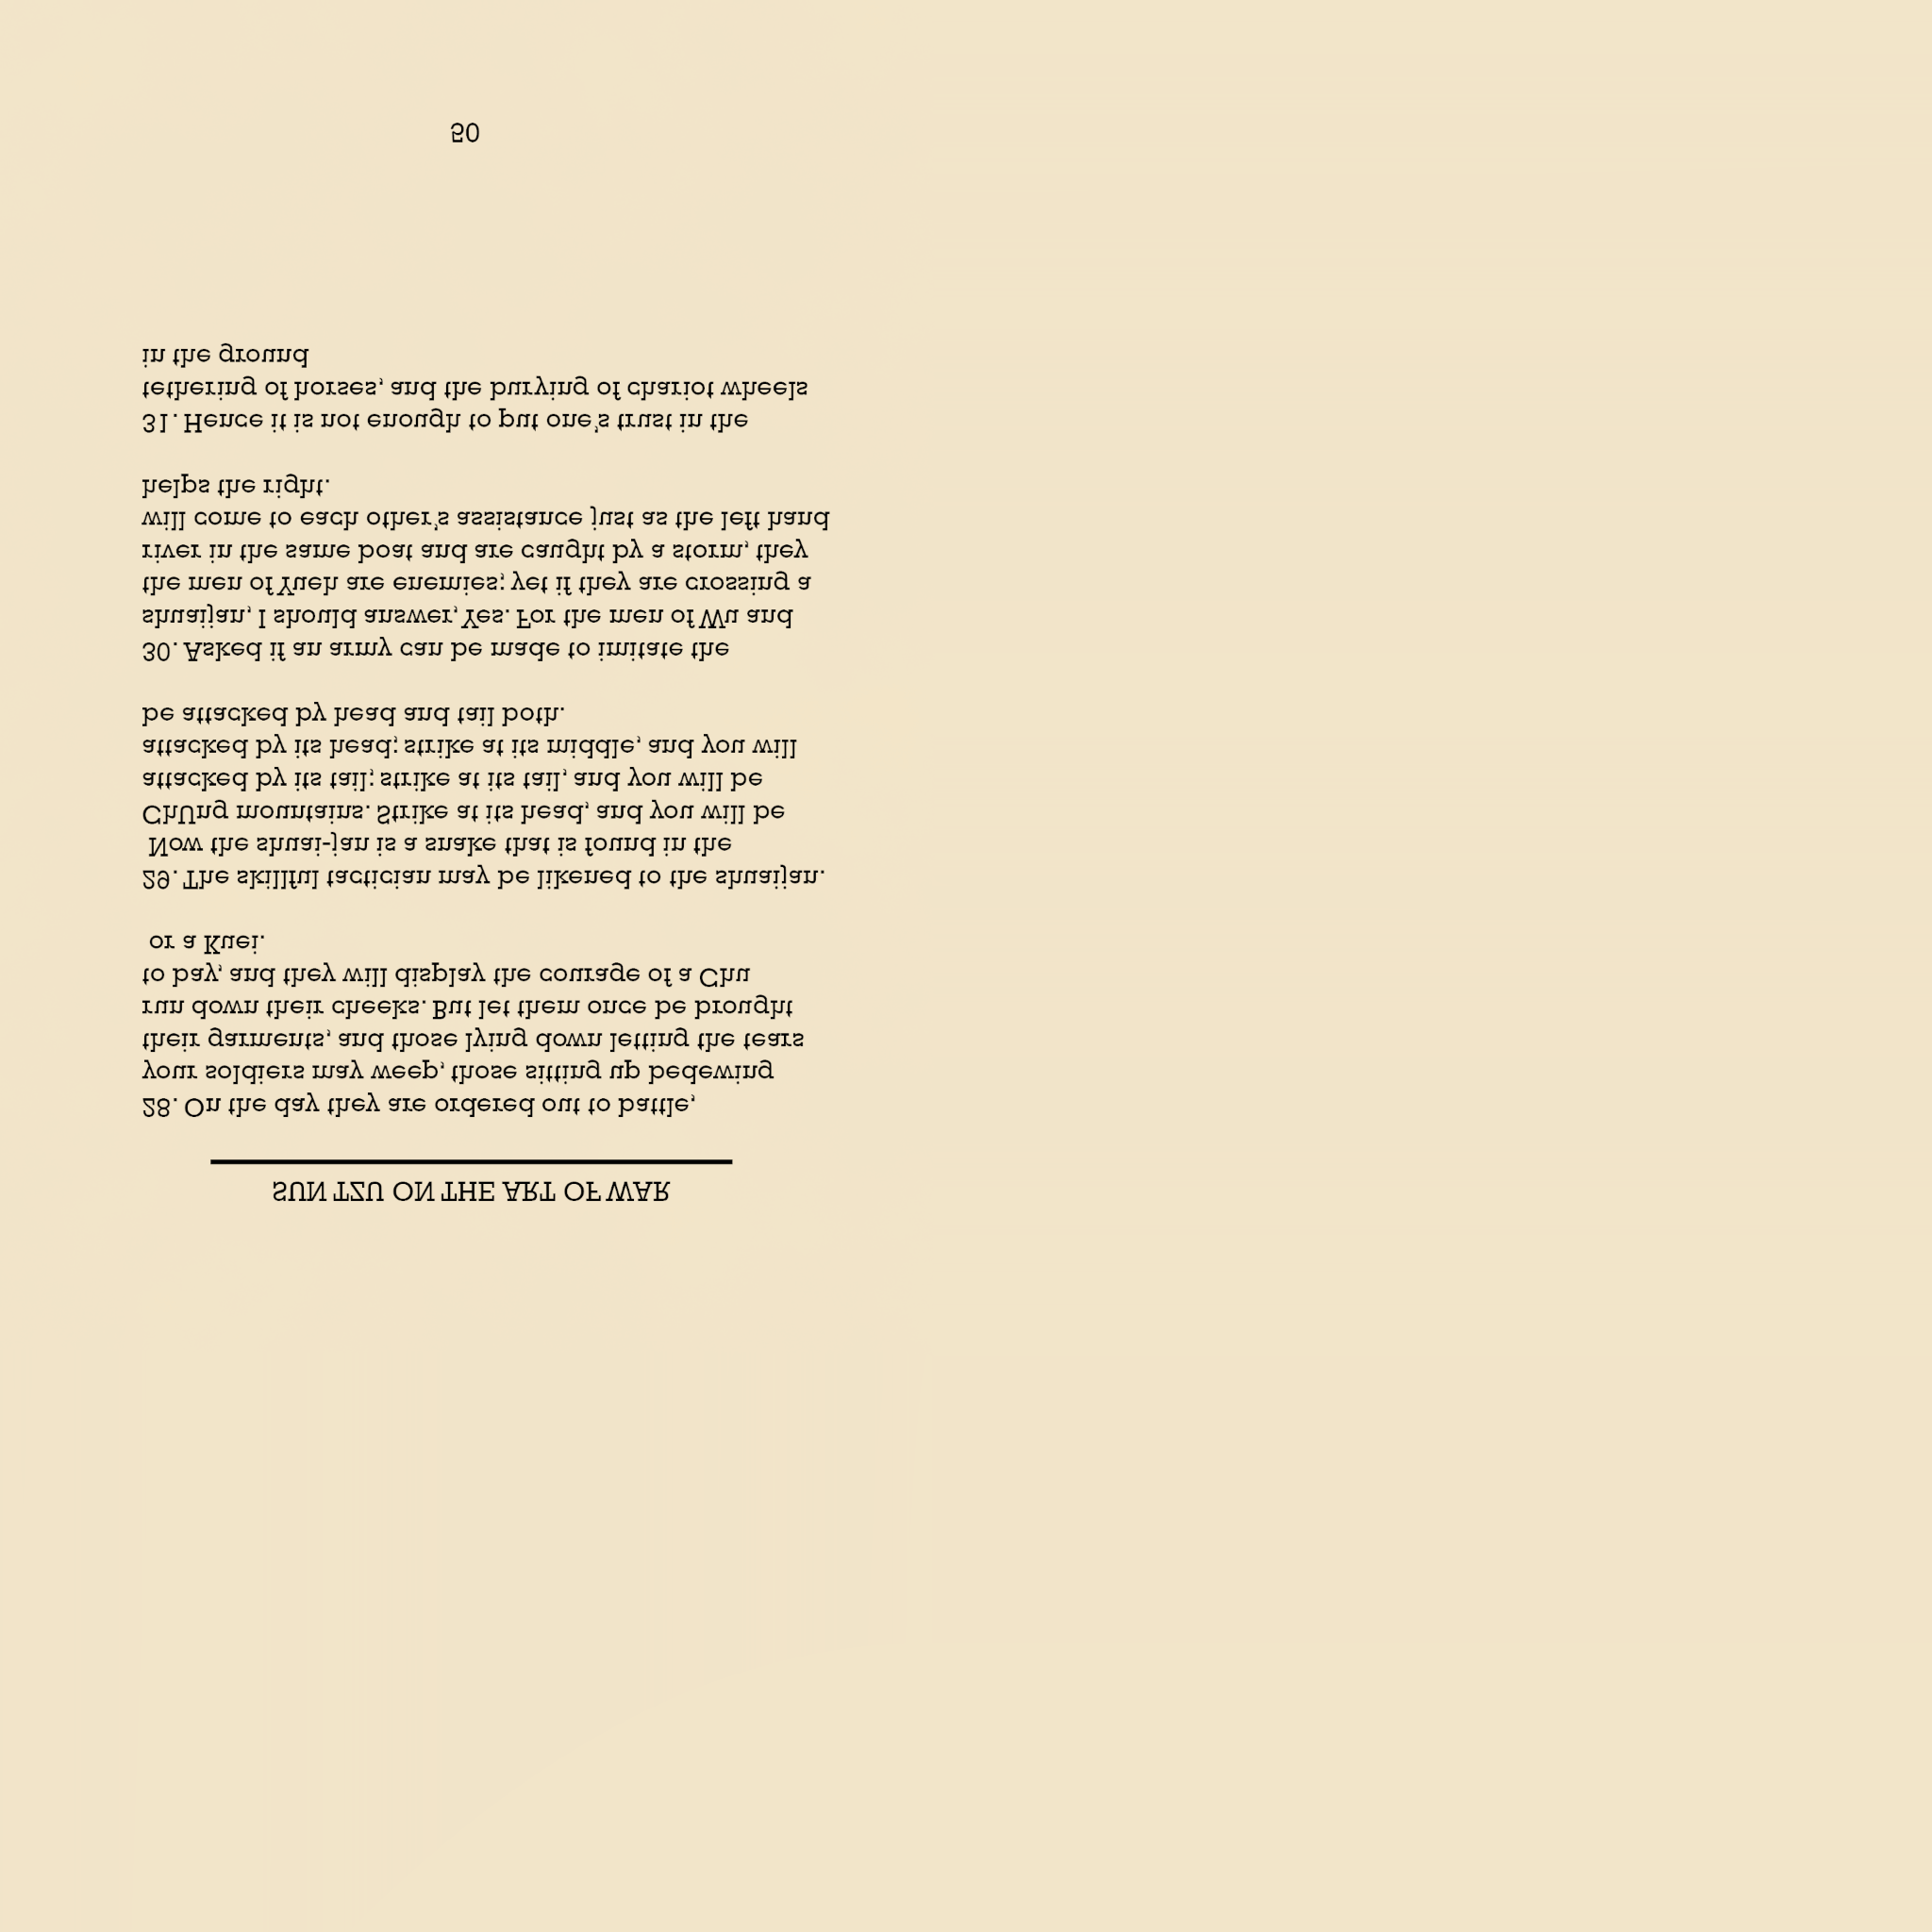 SUN TZU ON THE ART OF WAR
28. On the day they are ordered out to battle,
your soldiers may weep, those sitting up bedewing
their garments, and those lying down letting the tears
run down their cheeks. But let them once be brought
to bay, and they will display the courage of a Chu
or a Kuei.
29. The skillful tactician may be likened to the shuaijan.
Now the shuai-jan is a snake that is found in the
ChUng mountains. Strike at its head, and you will be
attacked by its tail; strike at its tail, and you will be
attacked by its head; strike at its middle, and you will
be attacked by head and tail both.
30. Asked if an army can be made to imitate the
shuaijan, I should answer, Yes. For the men of Wu and
the men of Yueh are enemies; yet if they are crossing a
river in the same boat and are caught by a storm, they
will come to each other's assistance just as the left hand
helps the right.
31. Hence it is not enough to put one's trust in the
tethering of horses, and the burying of chariot wheels
in the ground
50